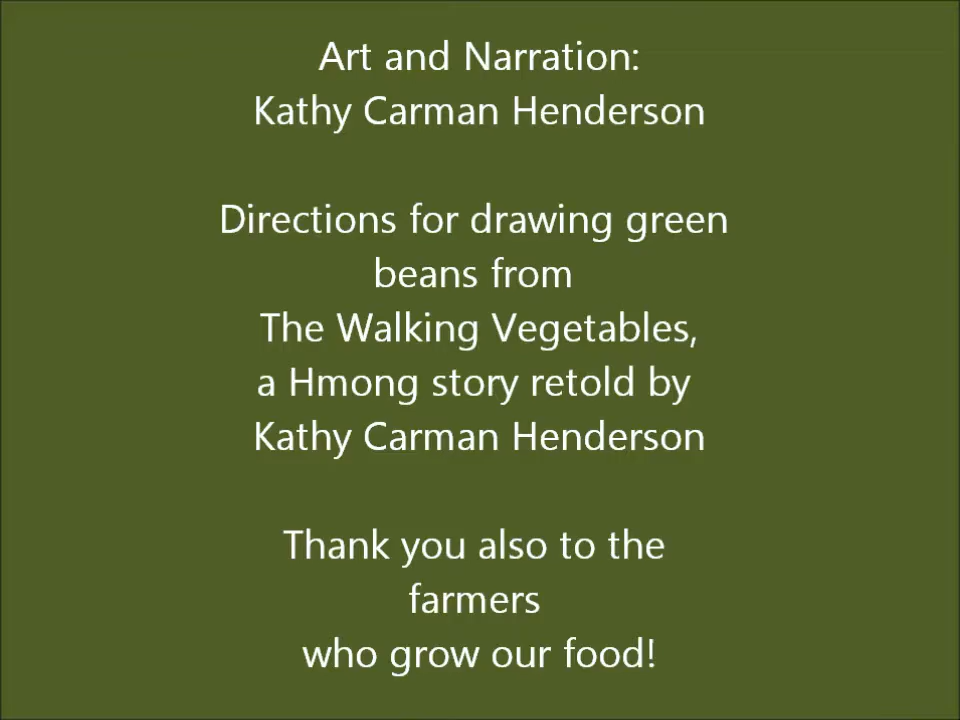 Art and Narration:
Kathy Carman Henderson
Directions for drawing green
beans from
The Walking Vegetables,
a Hmong story retold by
Kathy Carman Henderson
Thank you also to the
farmers
who grow our food!